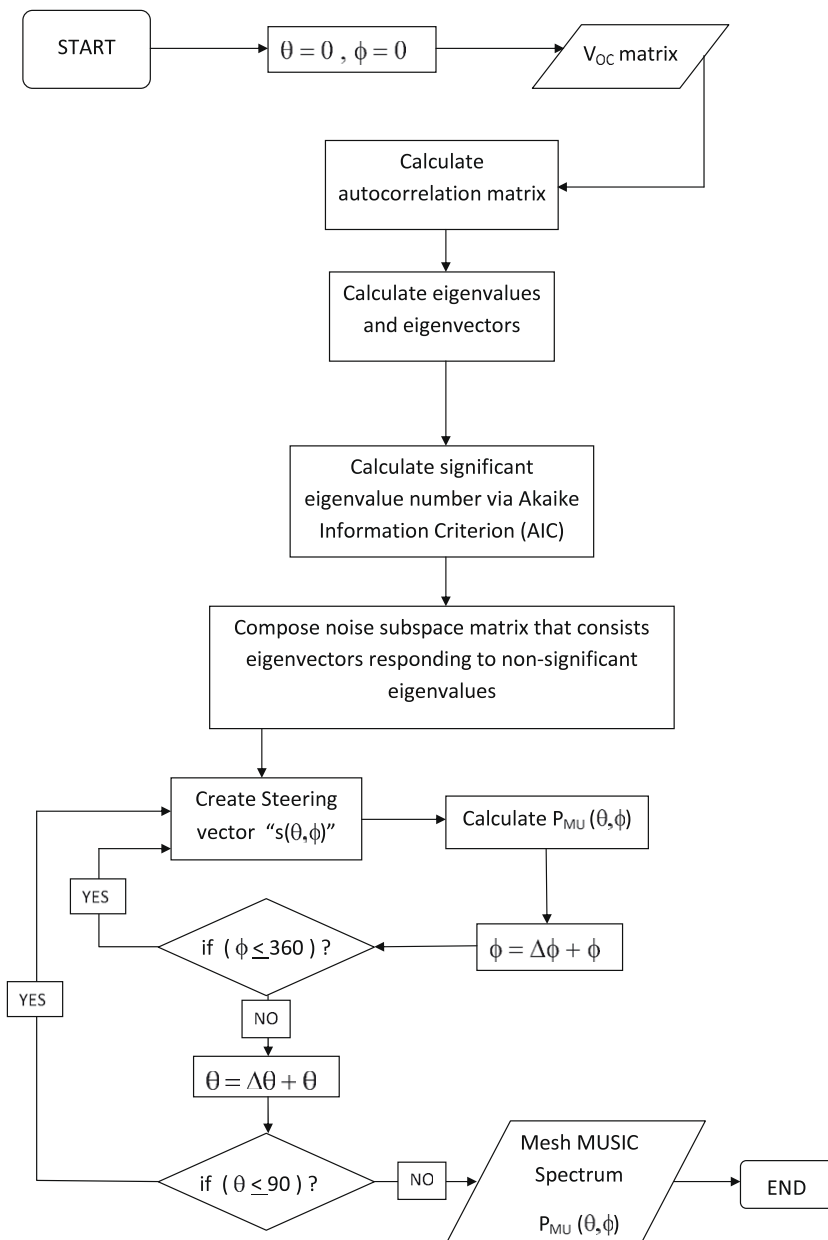 START
θ = 0 , ϕ = 0
V_OC matrix
Calculate
autocorrelation matrix
Calculate eigenvalues
and eigenvectors
Calculate significant
eigenvalue number via Akaike
Information Criterion (AIC)
Compose noise subspace matrix that consists
eigenvectors responding to non-significant
eigenvalues
Create Steering
vector “s(θ,ϕ)”
Calculate P_MU (θ,ϕ)
YES
if ( ϕ ≤ 360 ) ?
ϕ = Δϕ + ϕ
YES
NO
θ = Δθ + θ
if ( θ ≤ 90 ) ?
NO
Mesh MUSIC
Spectrum
P_MU (θ,ϕ)
END